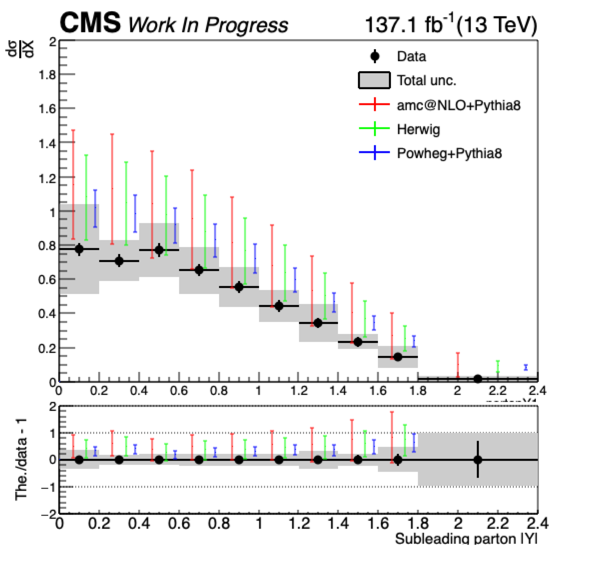 CMS Work In Progress 137.1 fb-1(13 TeV)
dσ
dX
2
1.8
1.6
1.4
1.2
1
0.8
0.6
0.4
0.2
0
Data
Total unc.
amc@NLO+Pythia8
Herwig
Powheg+Pythia8
0 0.2 0.4 0.6 0.8 1 1.2 1.4 1.6 1.8 2 2.2 2.4
The./data - 1
2
1
0
−1
−2
0 0.2 0.4 0.6 0.8 1 1.2 1.4 1.6 1.8 2 2.2 2.4
Subleading parton |Y|